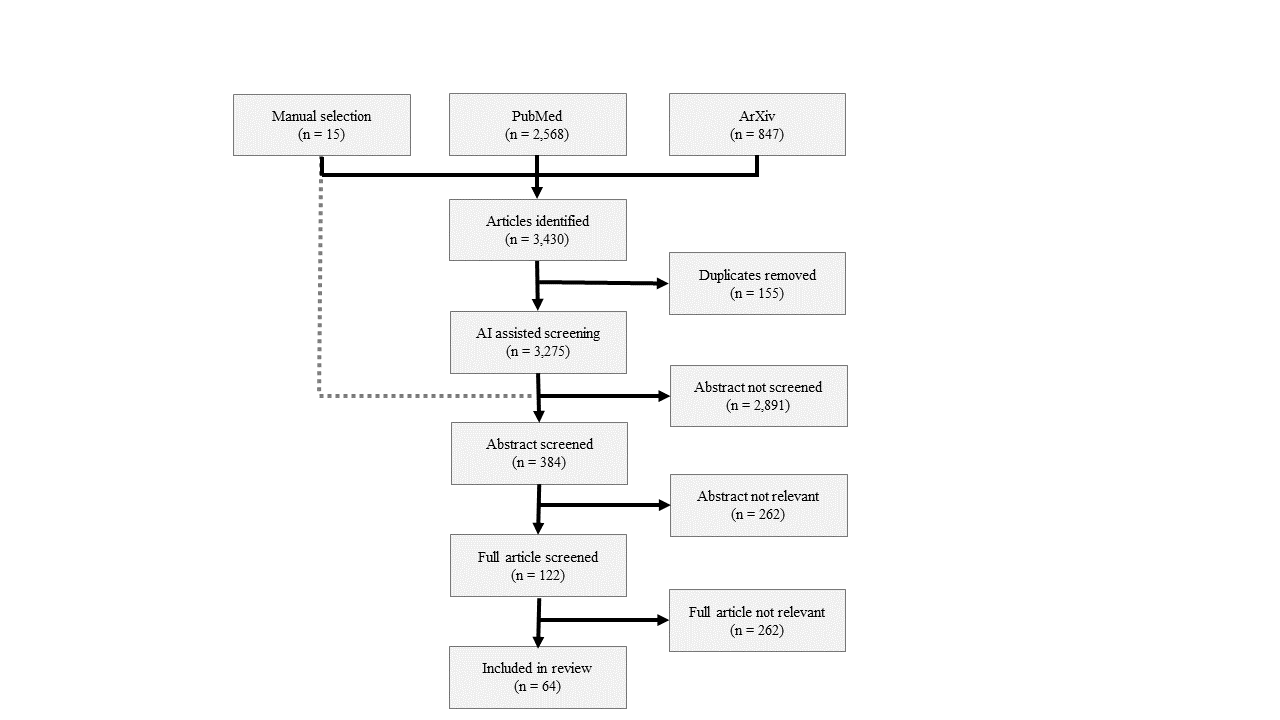 Manual selection
(n = 15)
PubMed
(n = 2,568)
ArXiv
(n = 847)
Articles identified
(n = 3,430)
Duplicates removed
(n = 155)
AI assisted screening
(n = 3,275)
Abstract not screened
(n = 2,891)
Abstract screened
(n = 384)
Abstract not relevant
(n = 262)
Full article screened
(n = 122)
Full article not relevant
(n = 262)
Included in review
(n = 64)